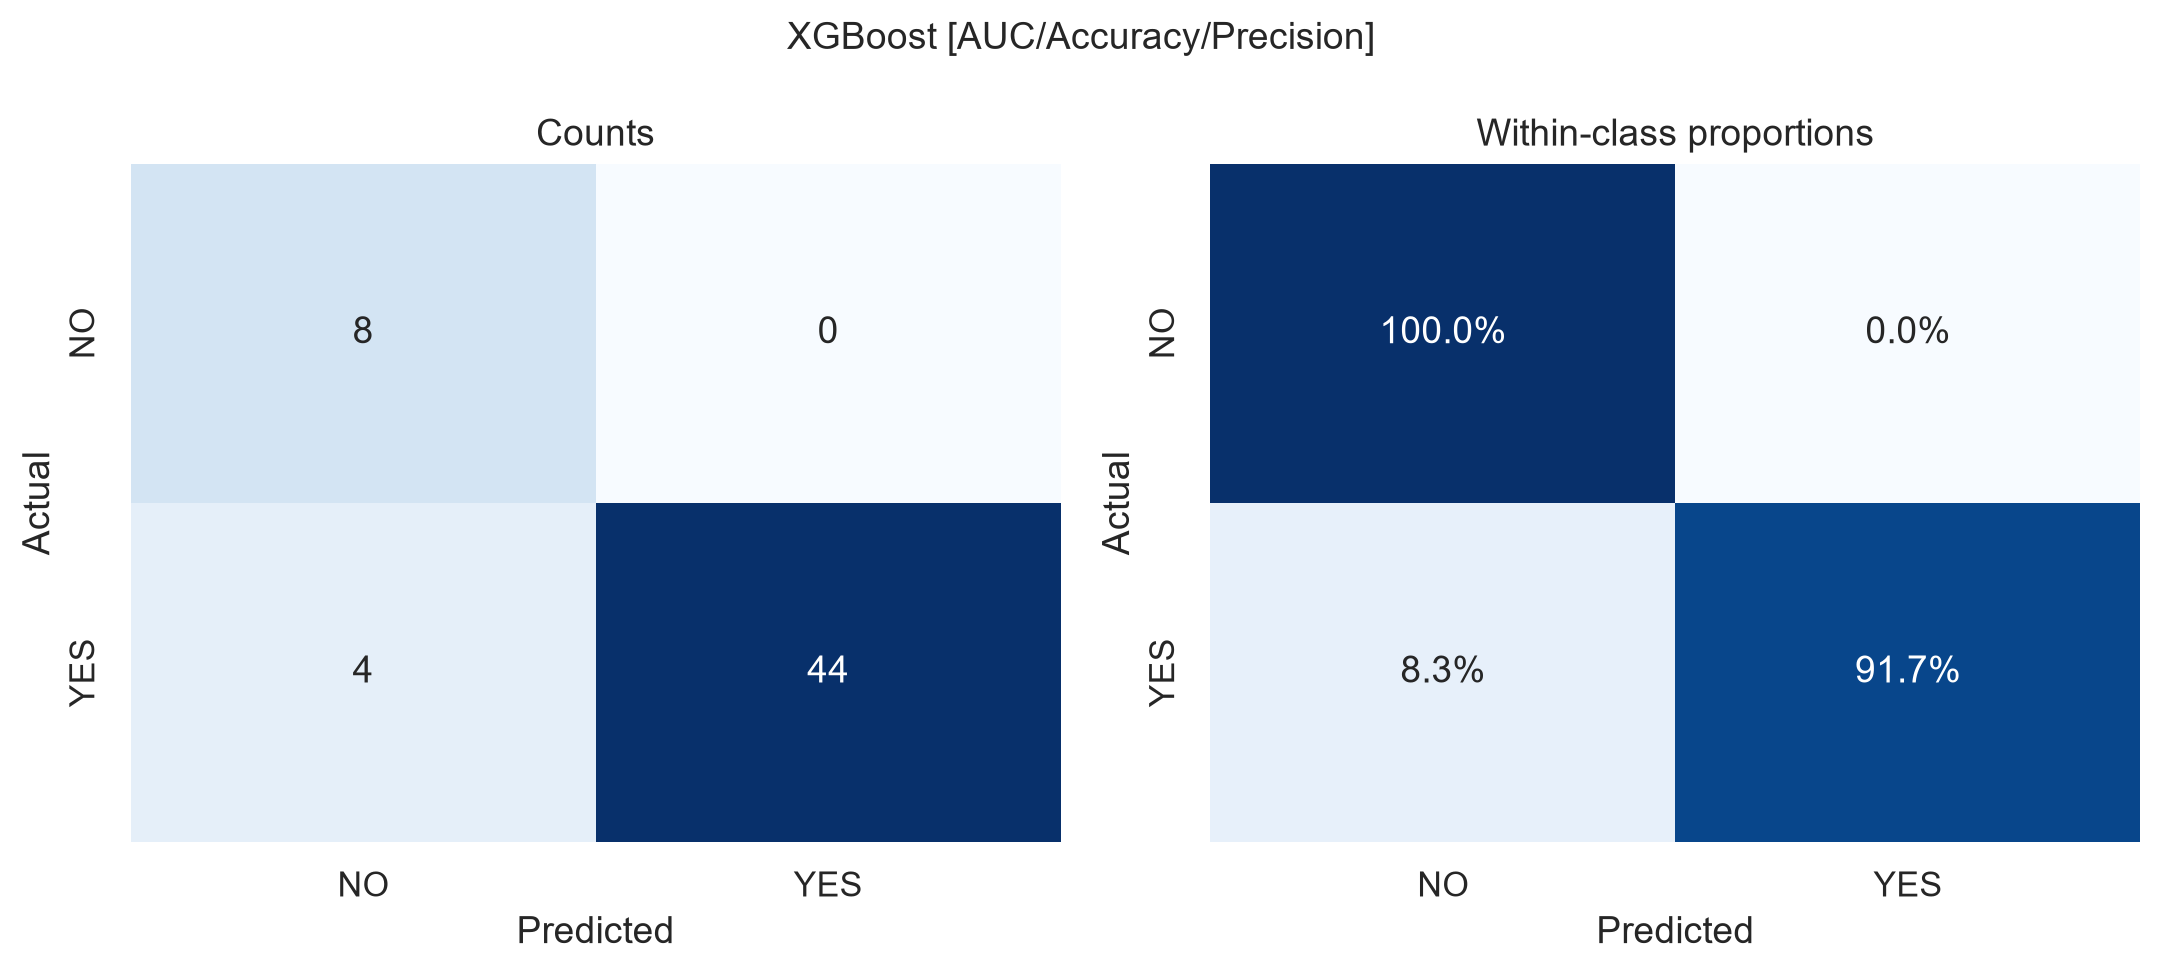 XGBoost [AUC/Accuracy/Precision]
Counts
NO
8
0
Actual
YES
4
44
NO
YES
Predicted
Within-class proportions
NO
100.0%
0.0%
Actual
YES
8.3%
91.7%
NO
YES
Predicted